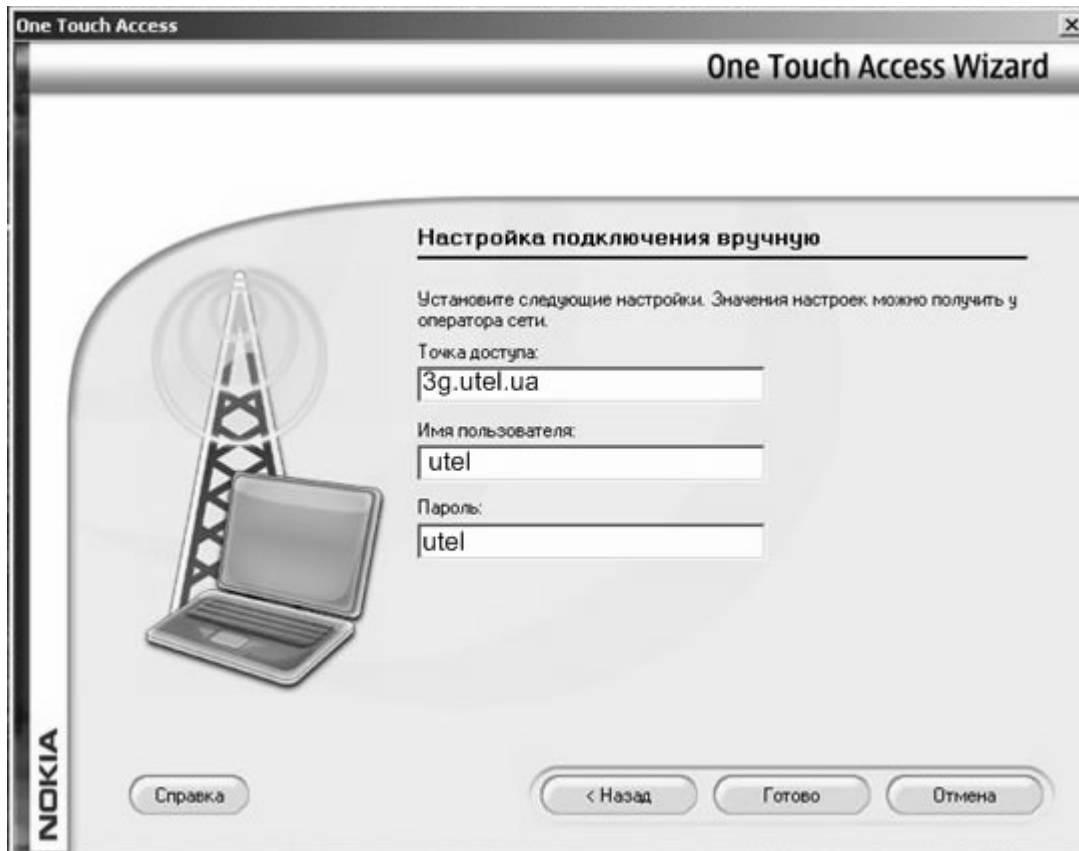 One Touch Access
One Touch Access Wizard
Настройка подключения вручную
Установите следующие настройки. Значения настроек можно получить у
оператора сети.
Точка доступа:
3g.utel.ua
Имя пользователя:
utel
Пароль:
utel
NOKIA
Справка
< Назад
Готово
Отмена